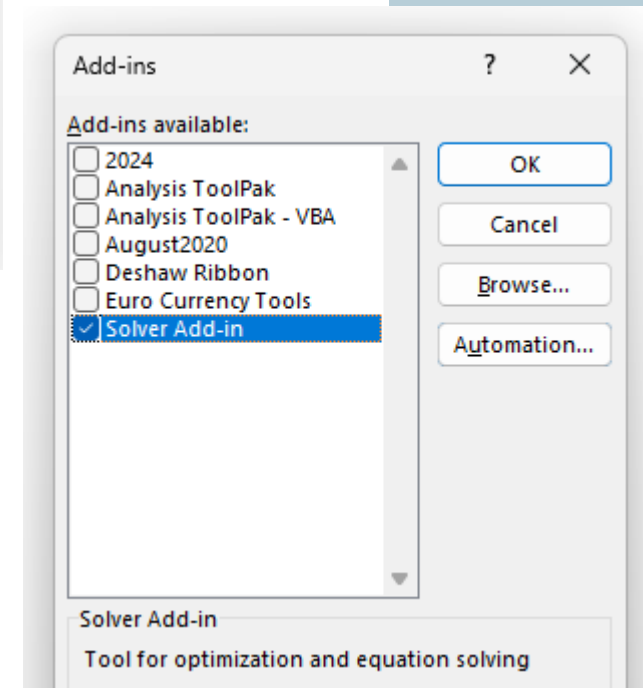 Add-ins
?
Add-ins available:
2024
Analysis ToolPak
Analysis ToolPak - VBA
August2020
Deshaw Ribbon
Euro Currency Tools
Solver Add-in
OK
Cancel
Browse...
Automation...
Solver Add-in
Tool for optimization and equation solving